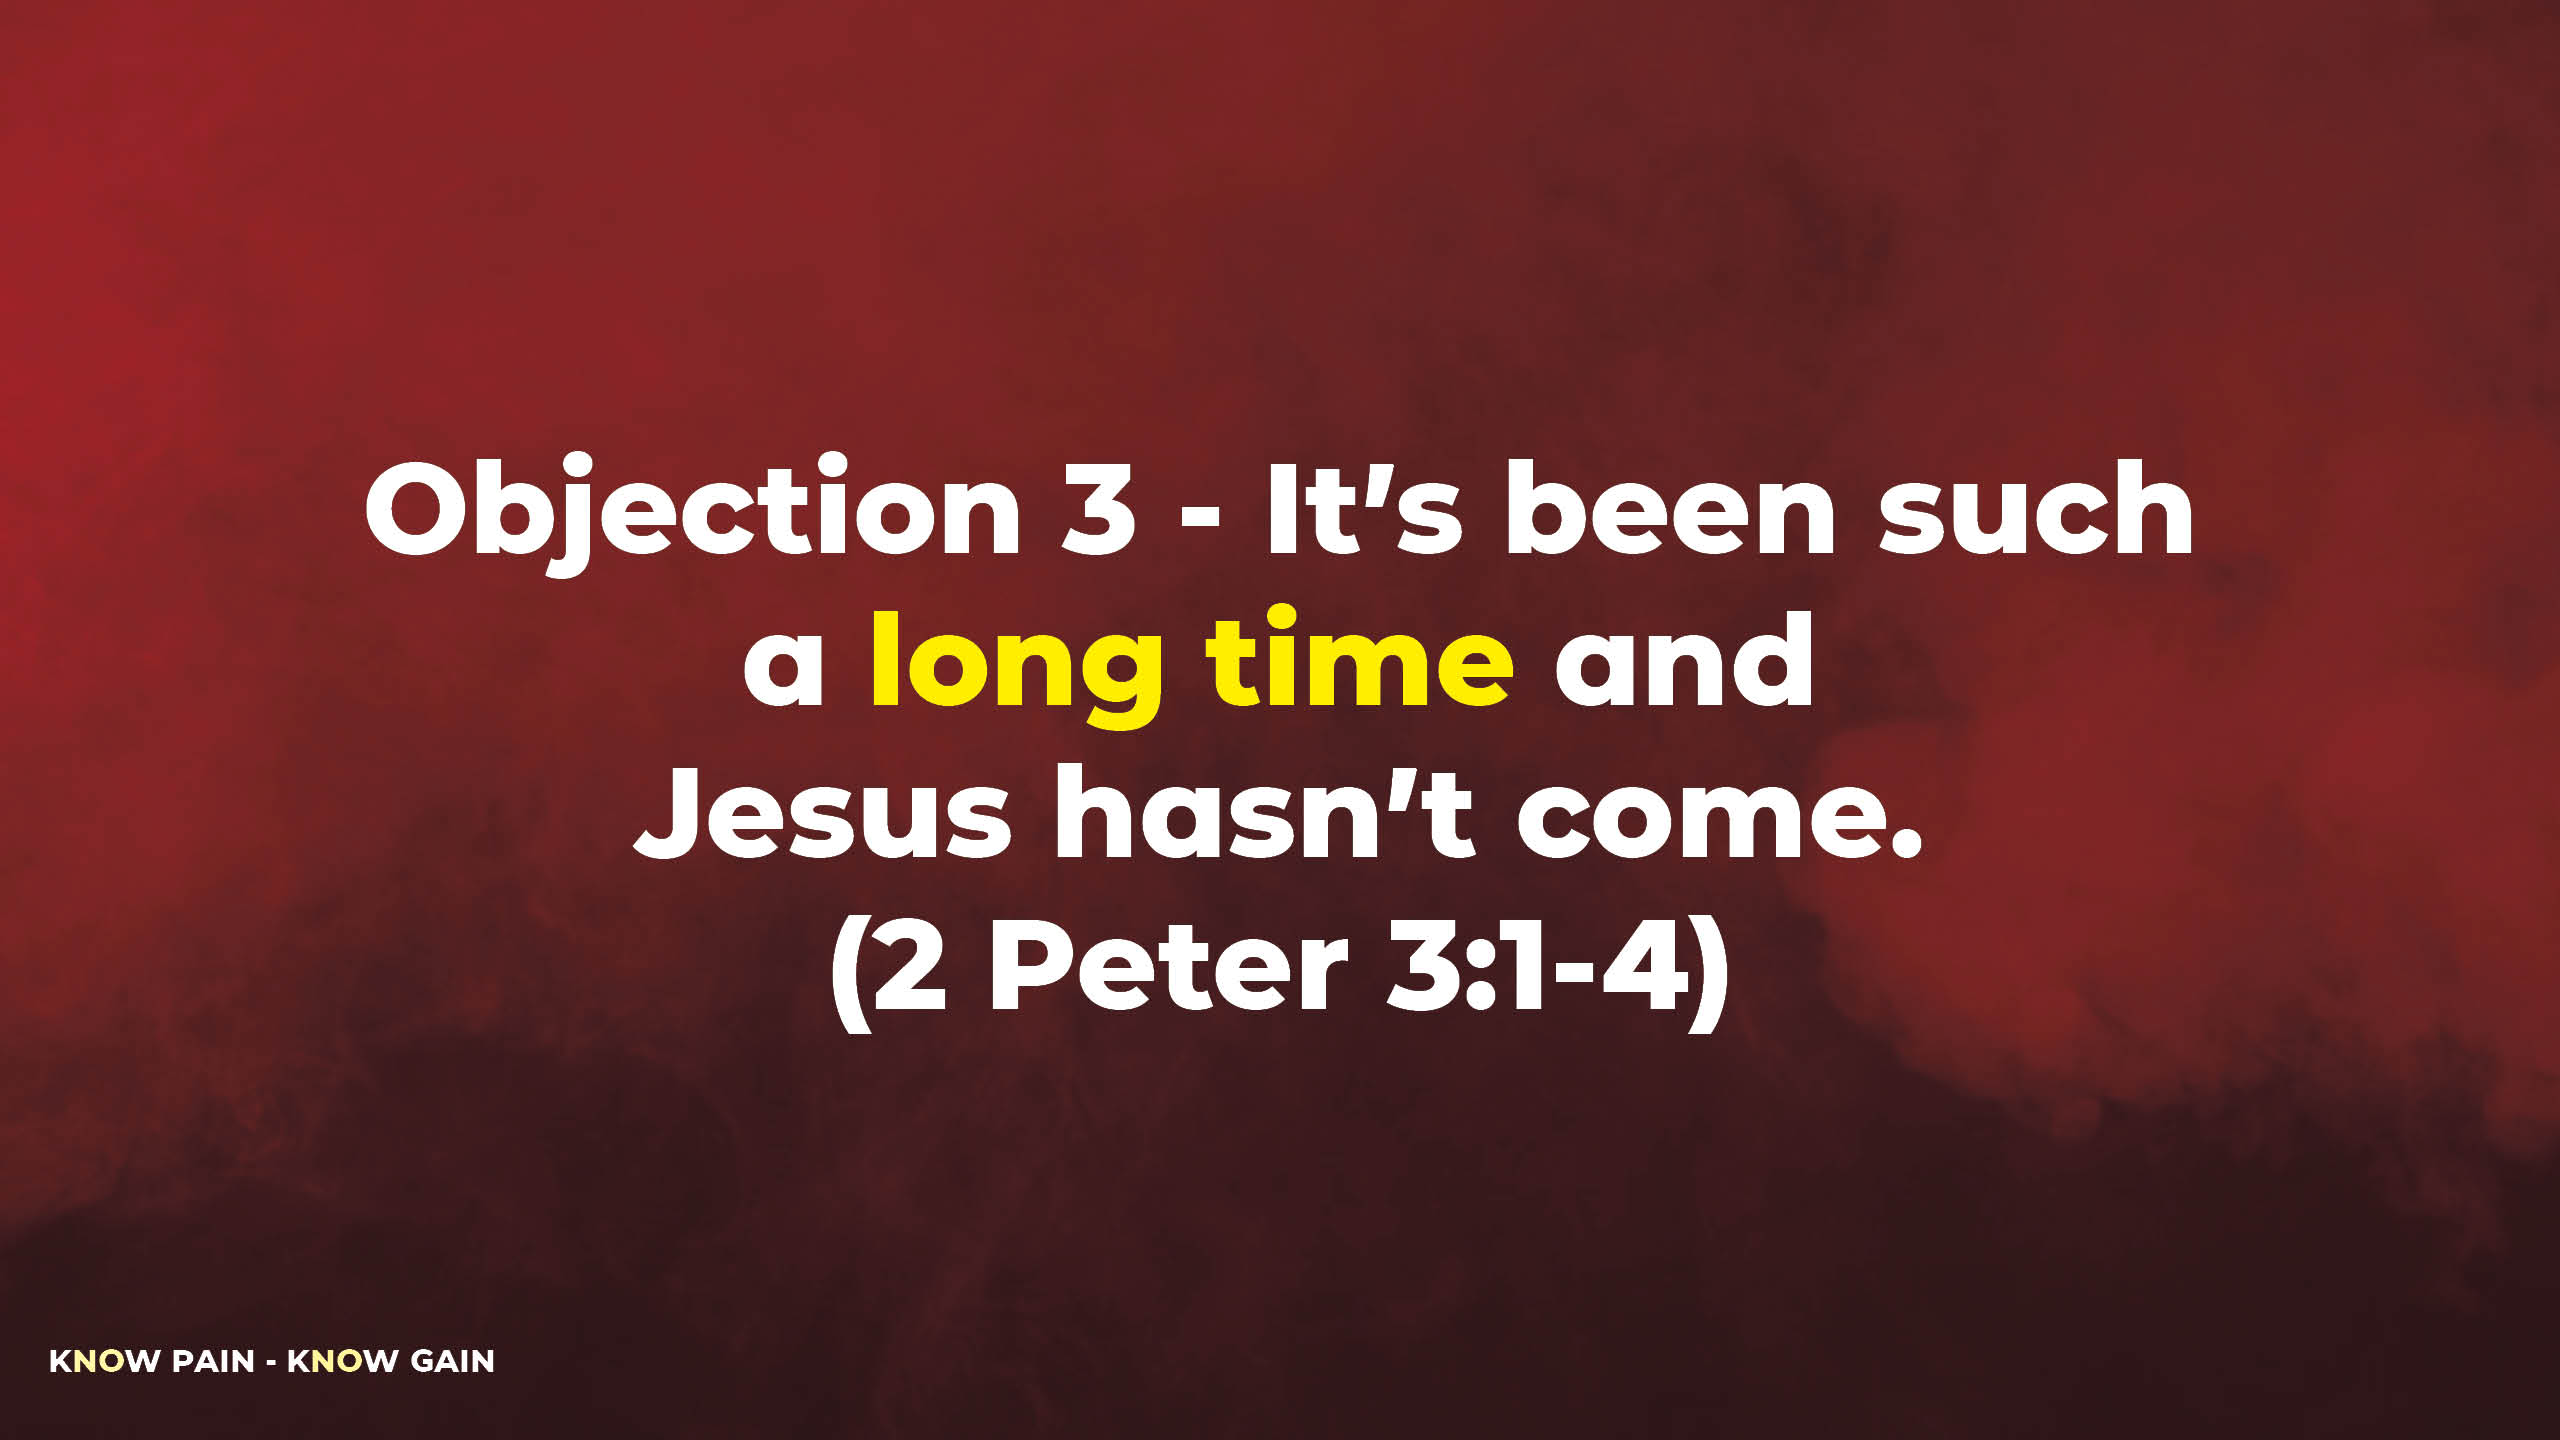 Objection 3 - It’s been such
a long time and
Jesus hasn’t come.
(2 Peter 3:1-4)
KNOW PAIN - KNOW GAIN